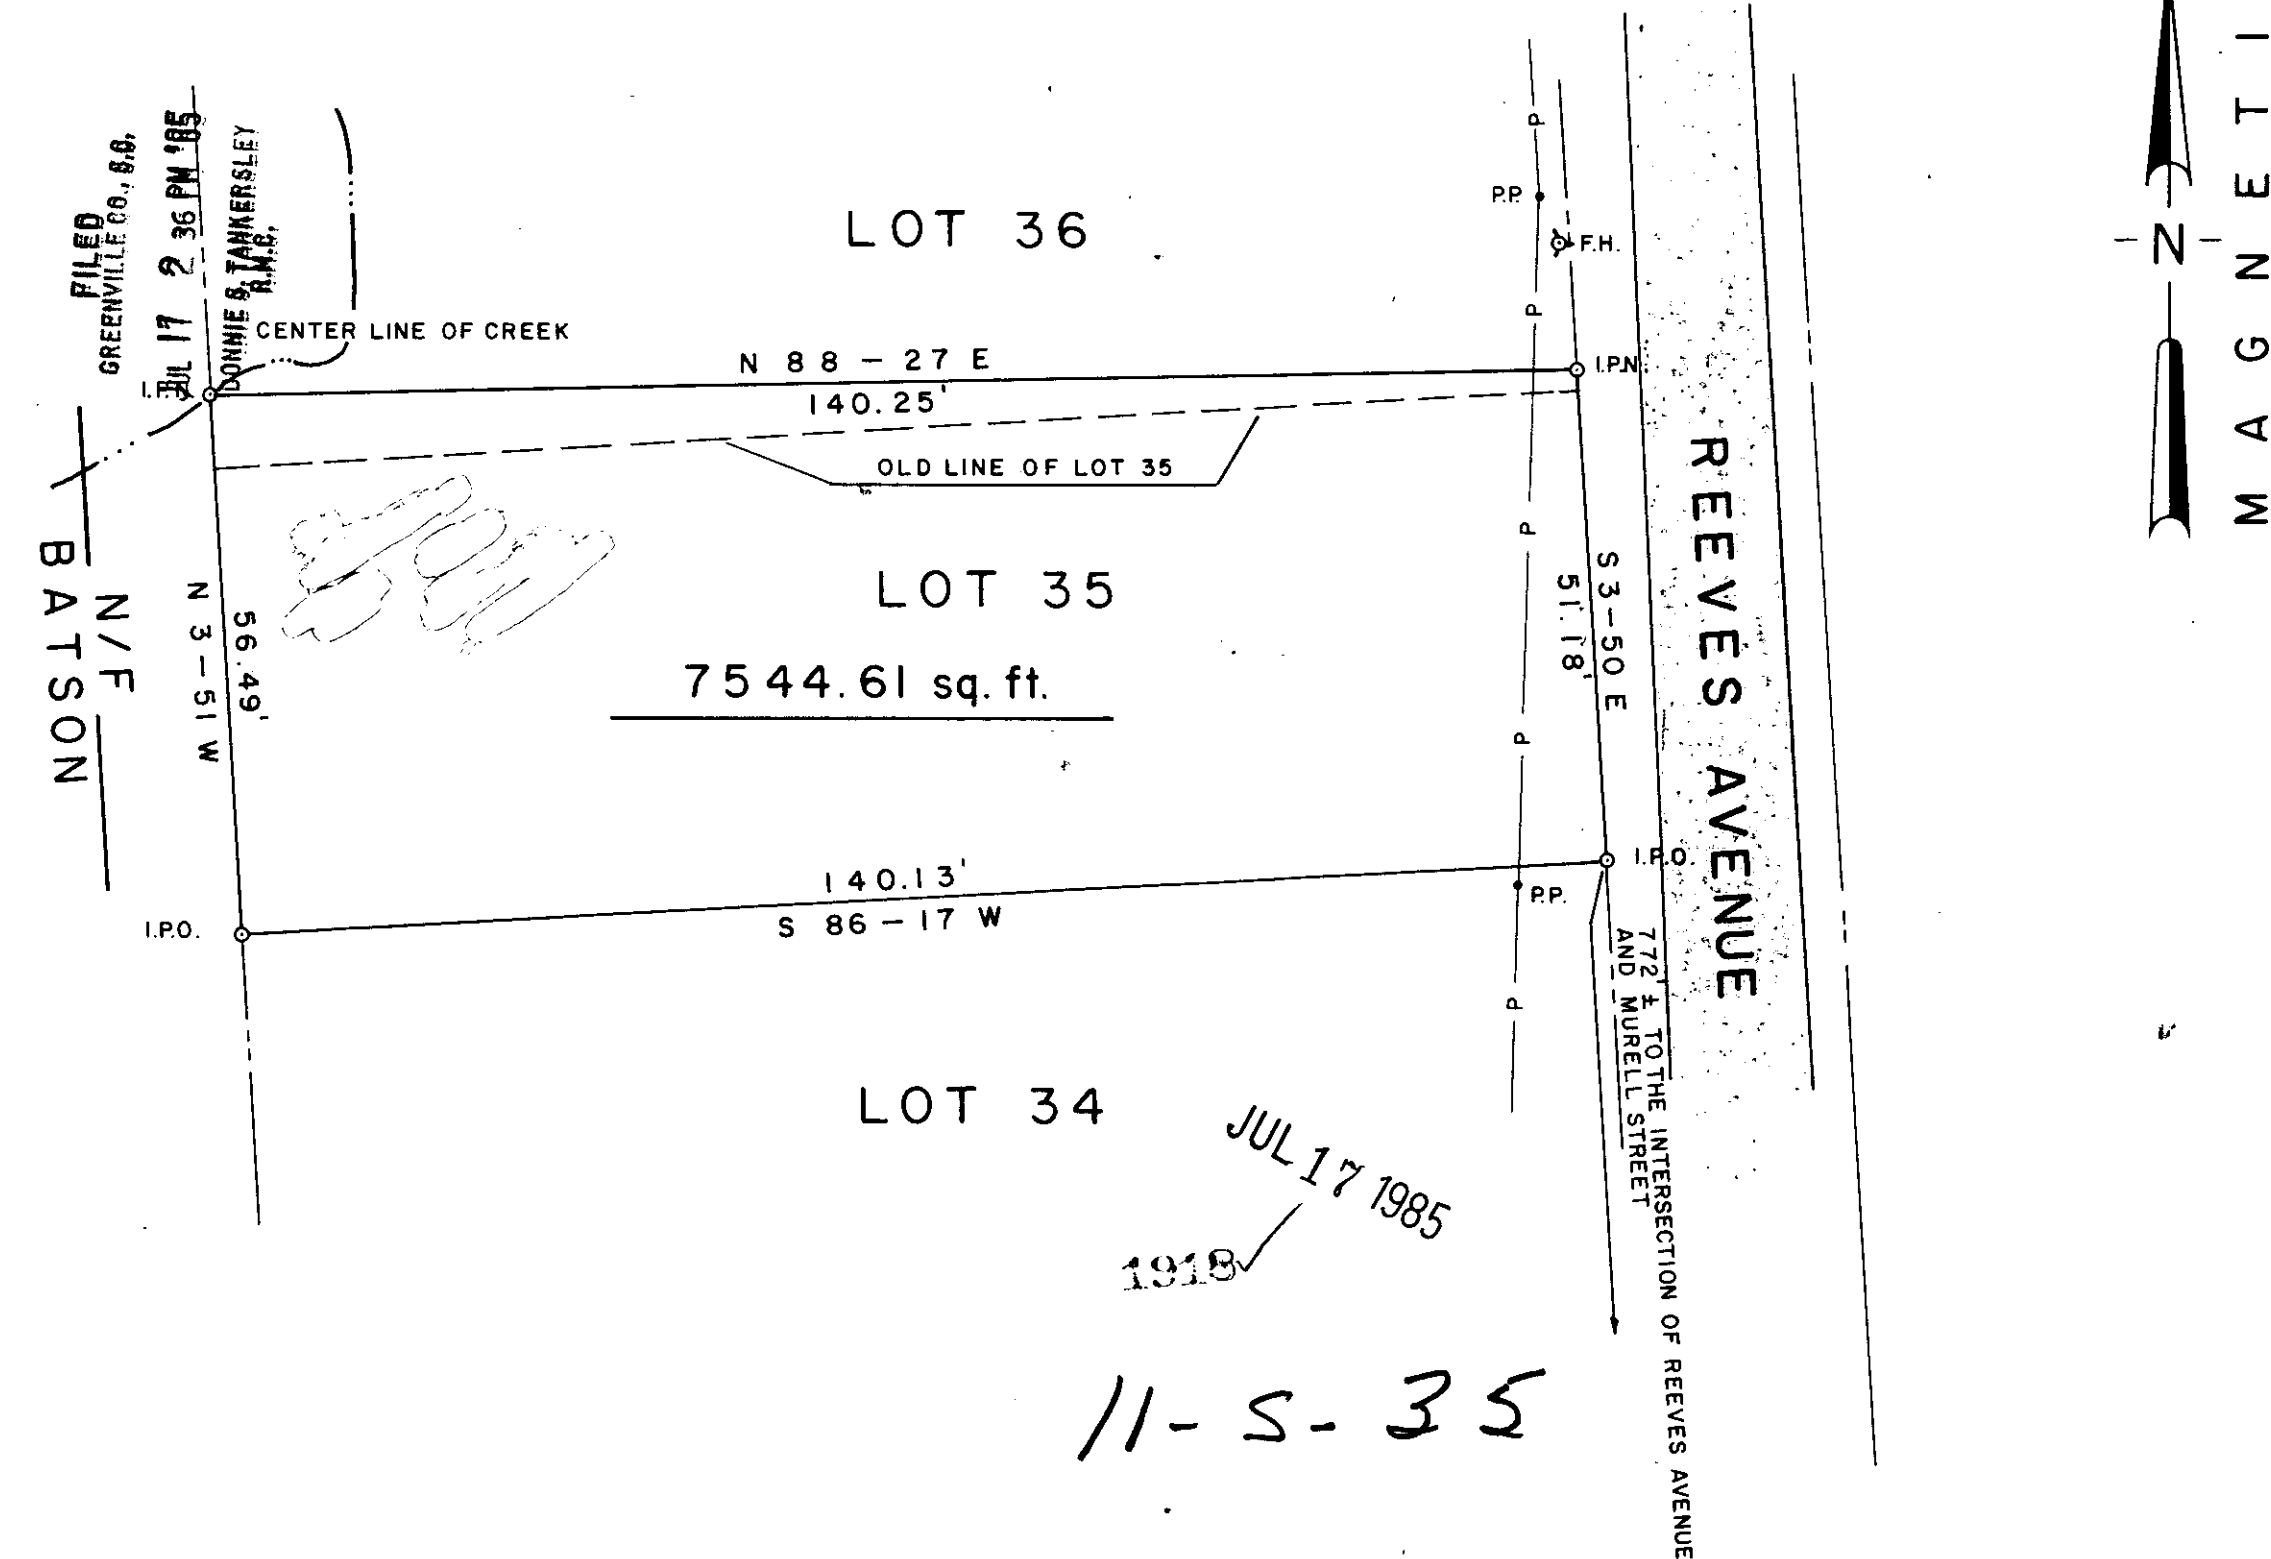 FILED
GREENVILLE CO., S.C.
JUL 17 2 36 PM '85
DONNIE S. TANKERSLEY
R.M.C.
CENTER LINE OF CREEK
LOT 36
P
P.P.
F.H.
P
N 88 - 27 E
140.25'
I.P.N.
OLD LINE OF LOT 35
N/F
BATSON
N 3-51 W
56.49'
LOT 35
7544.61 sq. ft.
P
P
S 3-50 E
51.18'
REEVES AVENUE
140.13'
S 86-17 W
I.P.O.
I.P.O.
P.P.
P
772' ± TO THE INTERSECTION OF REEVES AVENUE
AND MURELL STREET
LOT 34
JUL 17 1985
1918
11-S-35
N
MAGNETI